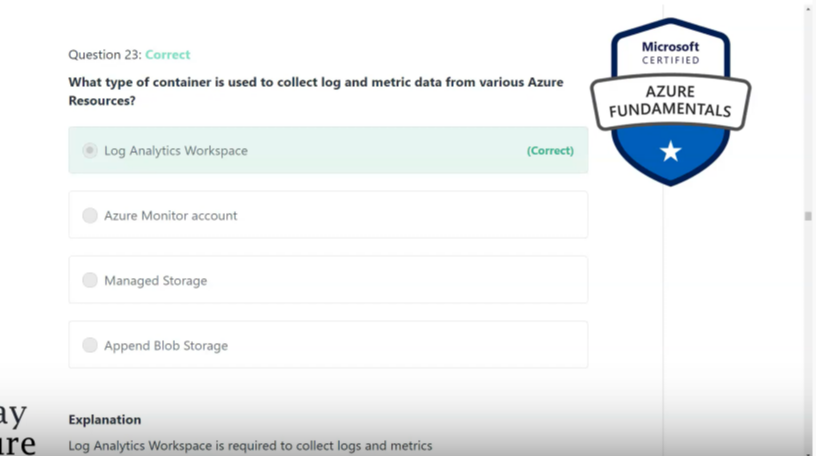 Question 23: Correct
What type of container is used to collect log and metric data from various Azure
Resources?
Log Analytics Workspace (Correct)
Azure Monitor account
Managed Storage
Append Blob Storage
Explanation
Log Analytics Workspace is required to collect logs and metrics
Microsoft
CERTIFIED
AZURE
FUNDAMENTALS
ay
ure